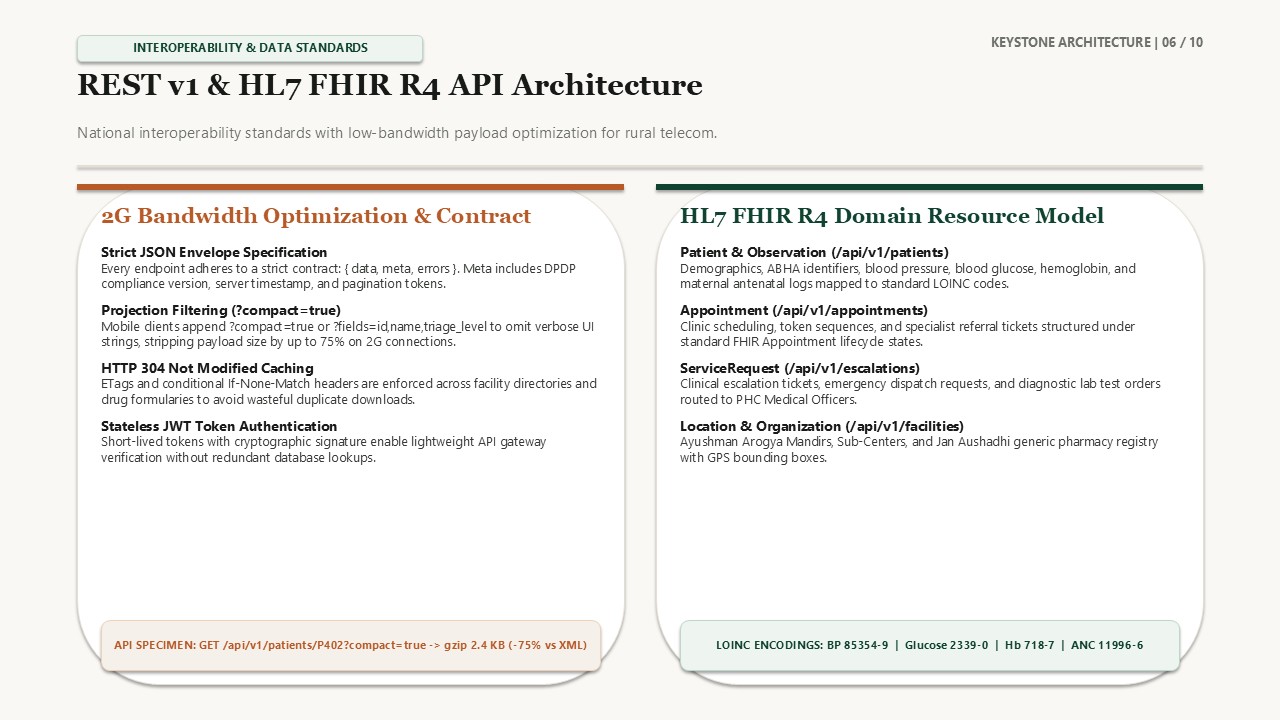 INTEROPERABILITY & DATA STANDARDS
KEYSTONE ARCHITECTURE | 06 / 10
REST v1 & HL7 FHIR R4 API Architecture
National interoperability standards with low-bandwidth payload optimization for rural telecom.
2G Bandwidth Optimization & Contract
Strict JSON Envelope Specification
Every endpoint adheres to a strict contract: { data, meta, errors }. Meta includes DPDP
compliance version, server timestamp, and pagination tokens.
Projection Filtering (?compact=true)
Mobile clients append ?compact=true or ?fields=id,name,triage_level to omit verbose UI
strings, stripping payload size by up to 75% on 2G connections.
HTTP 304 Not Modified Caching
ETags and conditional If-None-Match headers are enforced across facility directories and
drug formularies to avoid wasteful duplicate downloads.
Stateless JWT Token Authentication
Short-lived tokens with cryptographic signature enable lightweight API gateway
verification without redundant database lookups.
API SPECIMEN: GET /api/v1/patients/P402?compact=true -> gzip 2.4 KB (-75% vs XML)
HL7 FHIR R4 Domain Resource Model
Patient & Observation (/api/v1/patients)
Demographics, ABHA identifiers, blood pressure, blood glucose, hemoglobin, and
maternal antenatal logs mapped to standard LOINC codes.
Appointment (/api/v1/appointments)
Clinic scheduling, token sequences, and specialist referral tickets structured under
standard FHIR Appointment lifecycle states.
ServiceRequest (/api/v1/escalations)
Clinical escalation tickets, emergency dispatch requests, and diagnostic lab test orders
routed to PHC Medical Officers.
Location & Organization (/api/v1/facilities)
Ayushman Arogya Mandirs, Sub-Centers, and Jan Aushadhi generic pharmacy registry
with GPS bounding boxes.
LOINC ENCODINGS: BP 85354-9 | Glucose 2339-0 | Hb 718-7 | ANC 11996-6